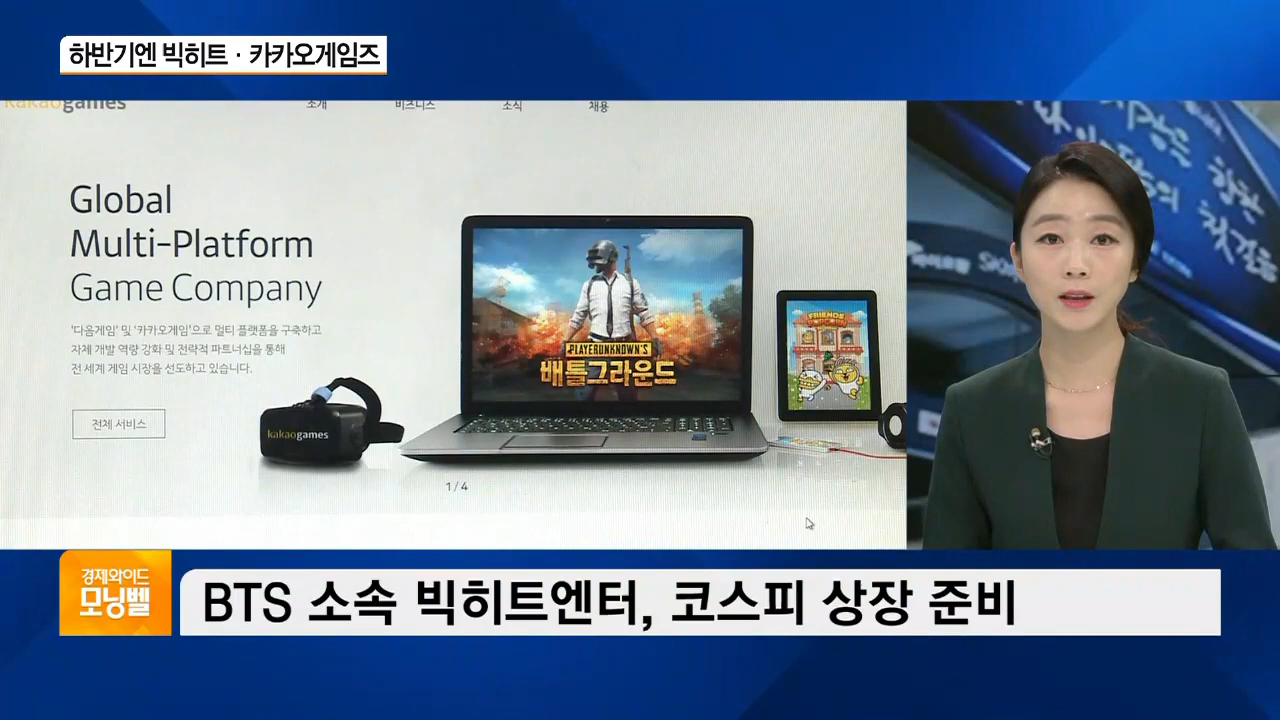 하반기엔 빅히트 · 카카오게임즈
kakaogames
소개
비즈니스
소식
채용
Global
Multi-Platform
Game Company
'다음게임' 및 '카카오게임'으로 멀티 플랫폼을 구축하고
자체 개발 역량 강화 및 전략적 파트너십을 통해
전 세계 게임 시장을 선도하고 있습니다.
전체 서비스
kakaogames
PLAYERUNKNOWN'S
배틀그라운드
FRIENDS
POPCORN
1 / 4
첫걸음
경제와이드
모닝벨
BTS 소속 빅히트엔터, 코스피 상장 준비